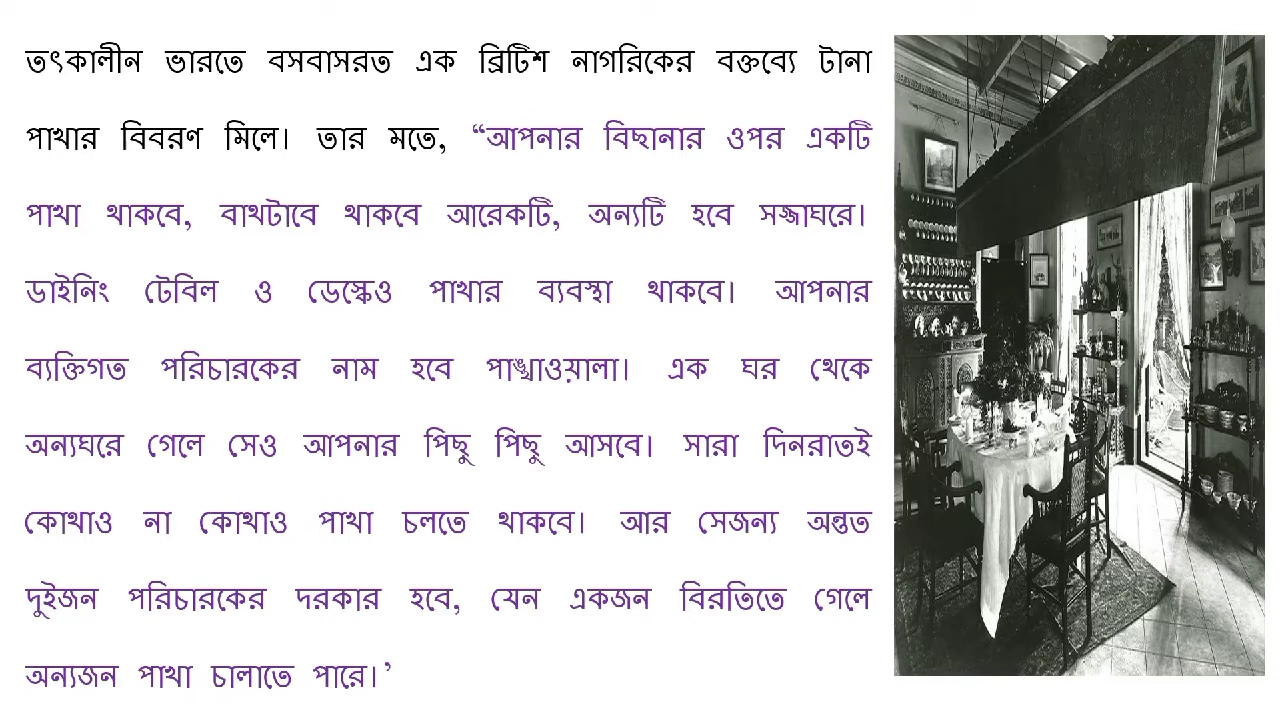 তৎকালীন ভারতে বসবাসরত এক ব্রিটিশ নাগরিকের বক্তব্যে টানা
পাখার বিবরণ মিলে। তার মতে, “আপনার বিছানার ওপর একটি
পাখা থাকবে, বাথটাবে থাকবে আরেকটি, অন্যটি হবে সজ্জাঘরে।
ডাইনিং টেবিল ও ডেস্কেও পাখার ব্যবস্থা থাকবে। আপনার
ব্যক্তিগত পরিচারকের নাম হবে পাঙ্খাওয়ালা। এক ঘর থেকে
অন্যঘরে গেলে সেও আপনার পিছু পিছু আসবে। সারা দিনরাতই
কোথাও না কোথাও পাখা চলতে থাকবে। আর সেজন্য অন্তত
দুইজন পরিচারকের দরকার হবে, যেন একজন বিরতিতে গেলে
অন্যজন পাখা চালাতে পারে।’